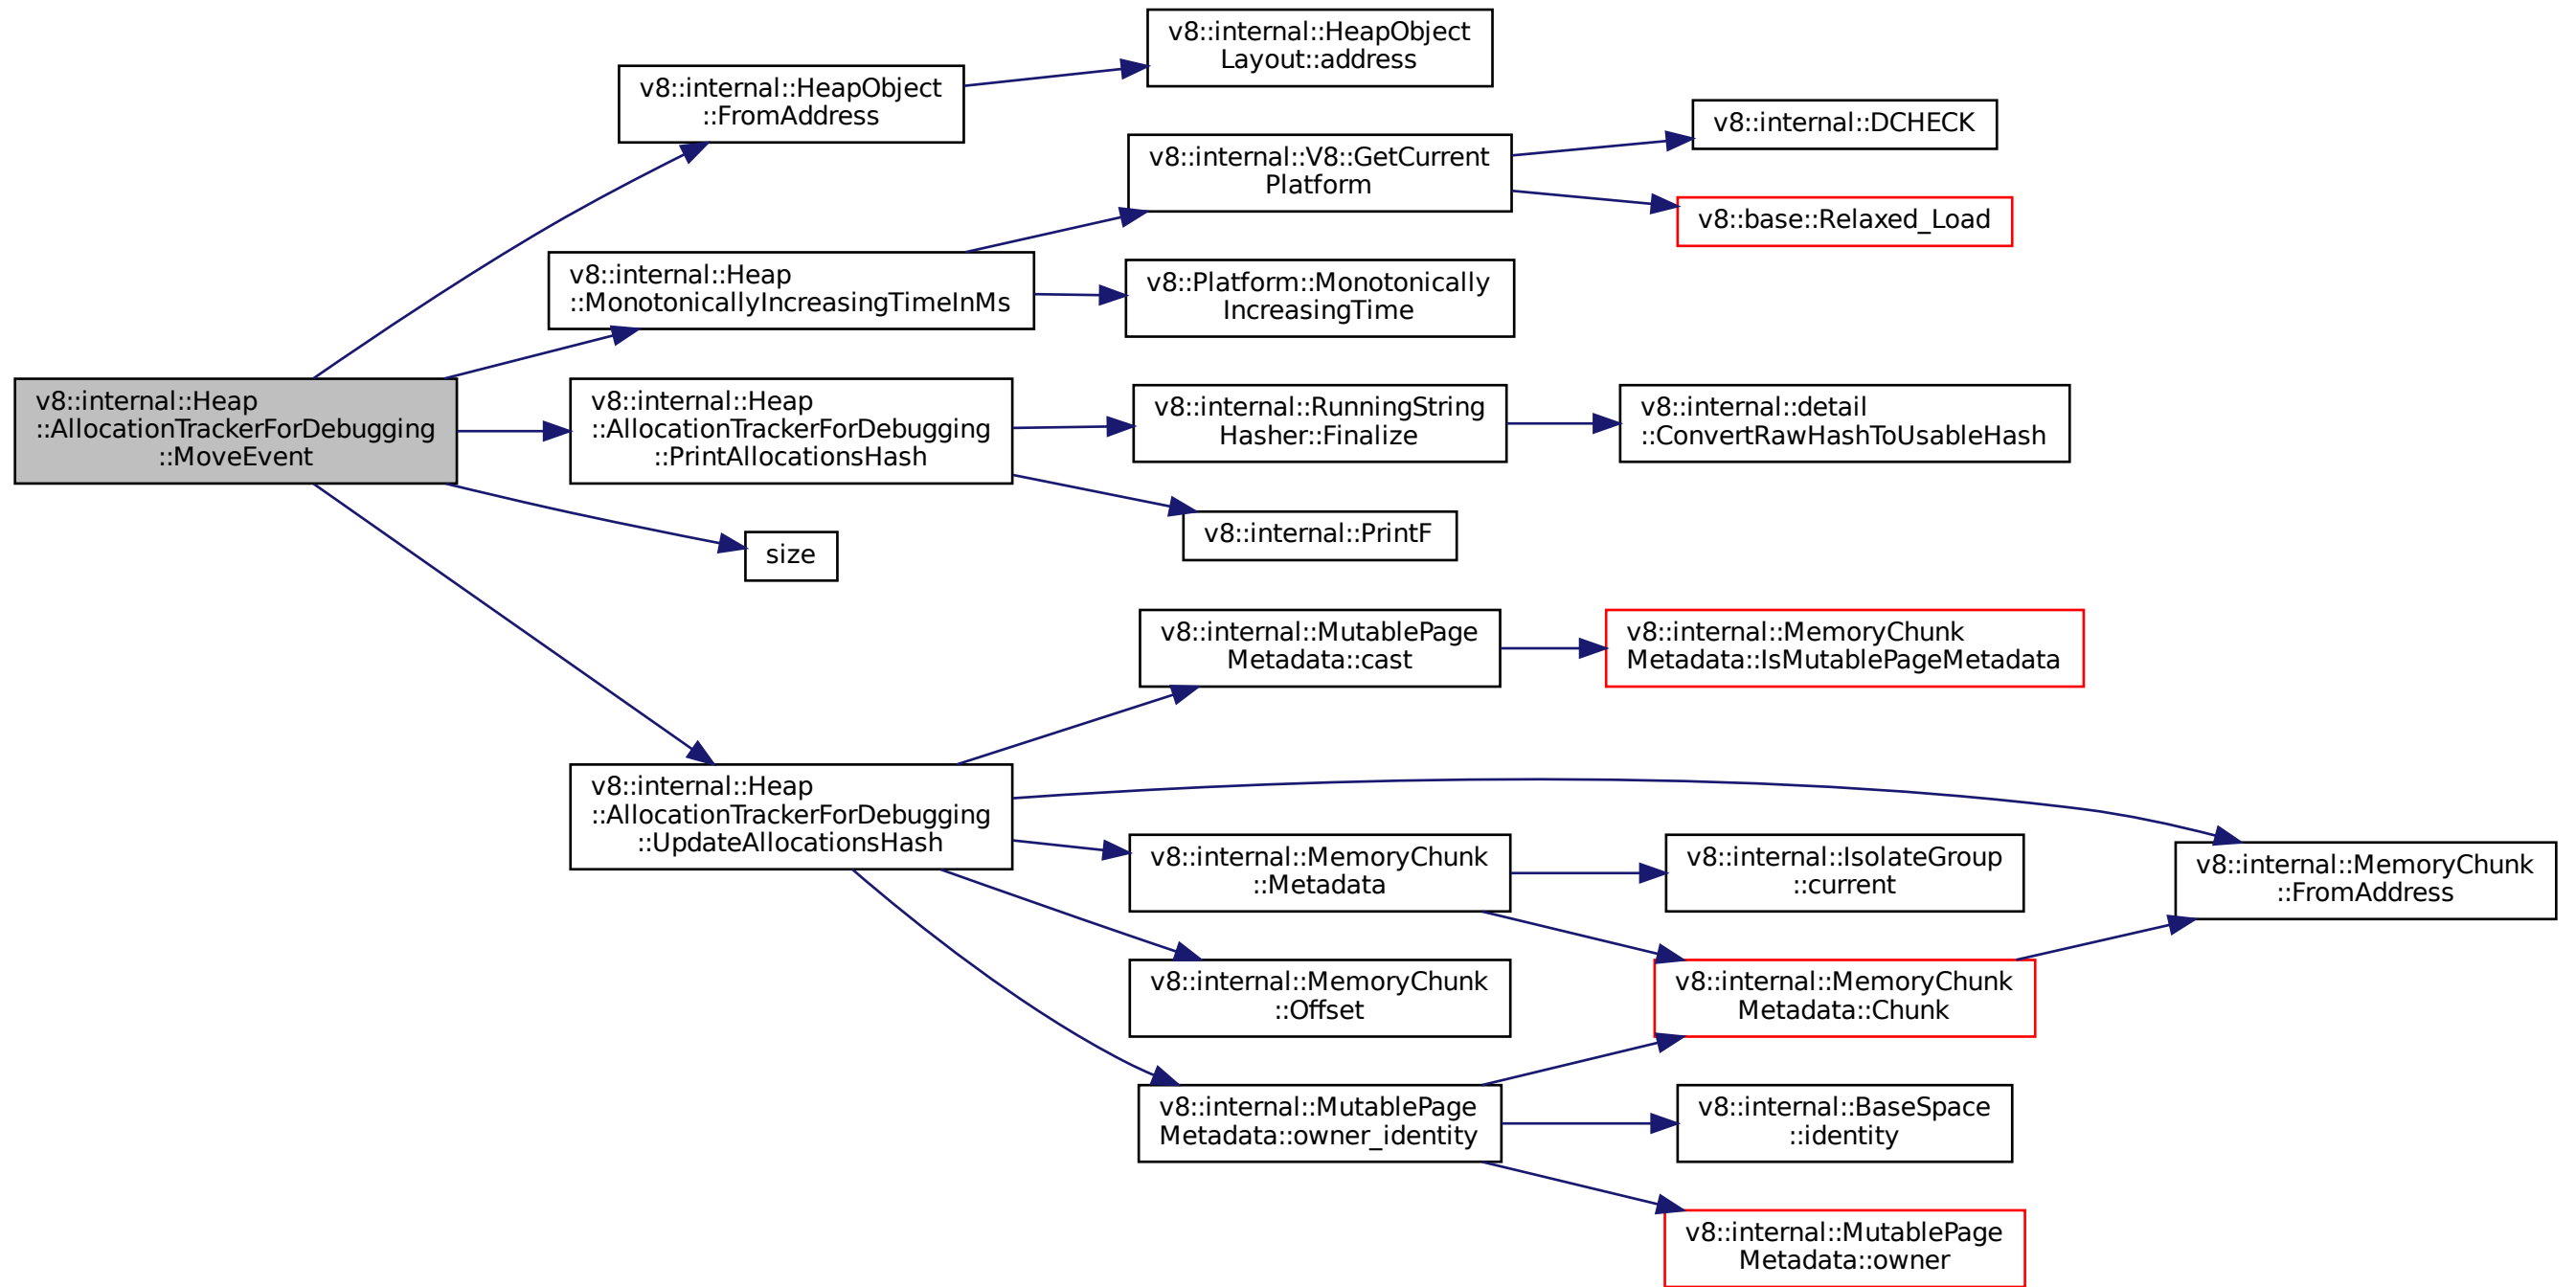 v8::internal::HeapObject
Layout::address
v8::internal::HeapObject
::FromAddress
v8::internal::DCHECK
v8::internal::V8::GetCurrent
Platform
v8::base::Relaxed_Load
v8::internal::Heap
::MonotonicallyIncreasingTimeInMs
v8::Platform::Monotonically
IncreasingTime
v8::internal::Heap
::AllocationTrackerForDebugging
::MoveEvent
v8::internal::Heap
::AllocationTrackerForDebugging
::PrintAllocationsHash
v8::internal::RunningString
Hasher::Finalize
v8::internal::detail
::ConvertRawHashToUsableHash
v8::internal::PrintF
size
v8::internal::MutablePage
Metadata::cast
v8::internal::MemoryChunk
Metadata::IsMutablePageMetadata
v8::internal::Heap
::AllocationTrackerForDebugging
::UpdateAllocationsHash
v8::internal::MemoryChunk
::Metadata
v8::internal::IsolateGroup
::current
v8::internal::MemoryChunk
::FromAddress
v8::internal::MemoryChunk
::Offset
v8::internal::MemoryChunk
Metadata::Chunk
v8::internal::MutablePage
Metadata::owner_identity
v8::internal::BaseSpace
::identity
v8::internal::MutablePage
Metadata::owner